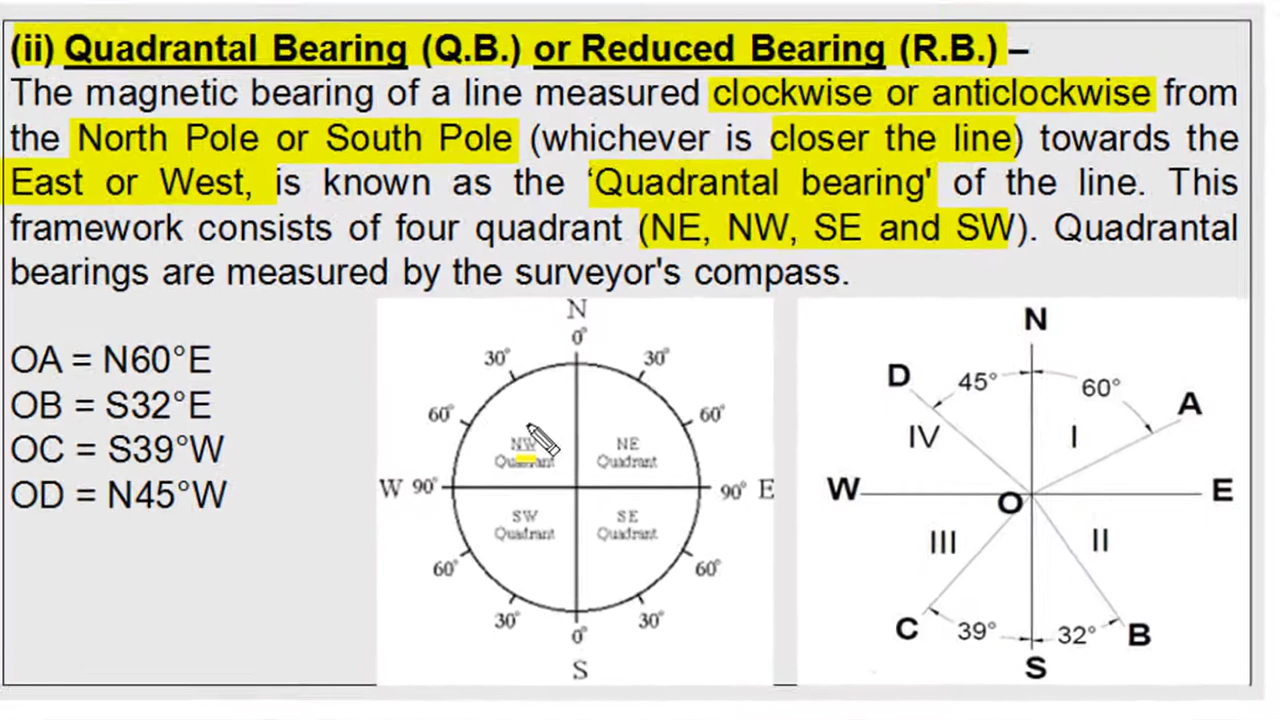 (ii) Quadrantal Bearing (Q.B.) or Reduced Bearing (R.B.) –
The magnetic bearing of a line measured clockwise or anticlockwise from
the North Pole or South Pole (whichever is closer the line) towards the
East or West, is known as the ‘Quadrantal bearing' of the line. This
framework consists of four quadrant (NE, NW, SE and SW). Quadrantal
bearings are measured by the surveyor's compass.
OA = N60°E
OB = S32°E
OC = S39°W
OD = N45°W
N
0°
30° 30°
60° 60°
NW NE
Quadrant Quadrant
W 90° 90° E
SW SE
Quadrant Quadrant
60° 60°
30° 30°
0°
S
N
D 45° 60° A
IV I
W O E
III II
C 39° 32° B
S